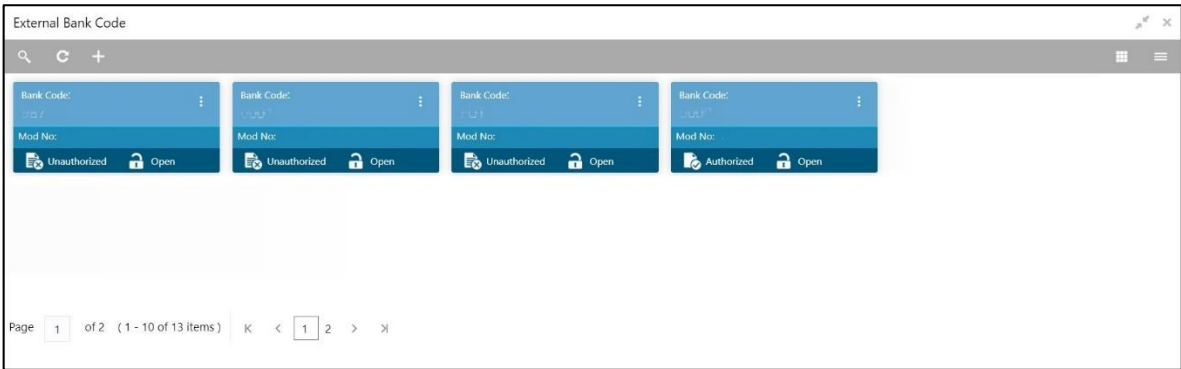 External Bank Code
Bank Code: Bank Code: Bank Code: Bank Code:
Mod No: Mod No: Mod No: Mod No:
Unauthorized Open Unauthorized Open Unauthorized Open Authorized Open
Page 1 of 2 ( 1 - 10 of 13 items ) 1 2